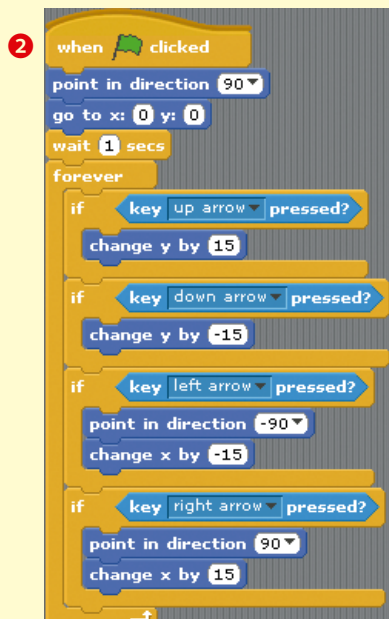 2
when clicked
point in direction 90
go to x: 0 y: 0
wait 1 secs
forever
if key up arrow pressed?
change y by 15
if key down arrow pressed?
change y by -15
if key left arrow pressed?
point in direction -90
change x by -15
if key right arrow pressed?
point in direction 90
change x by 15